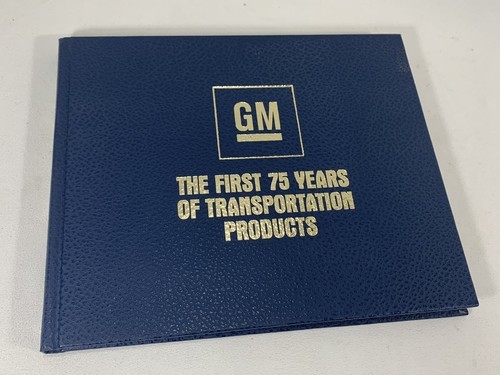 GM
THE FIRST 75 YEARS
OF TRANSPORTATION
PRODUCTS